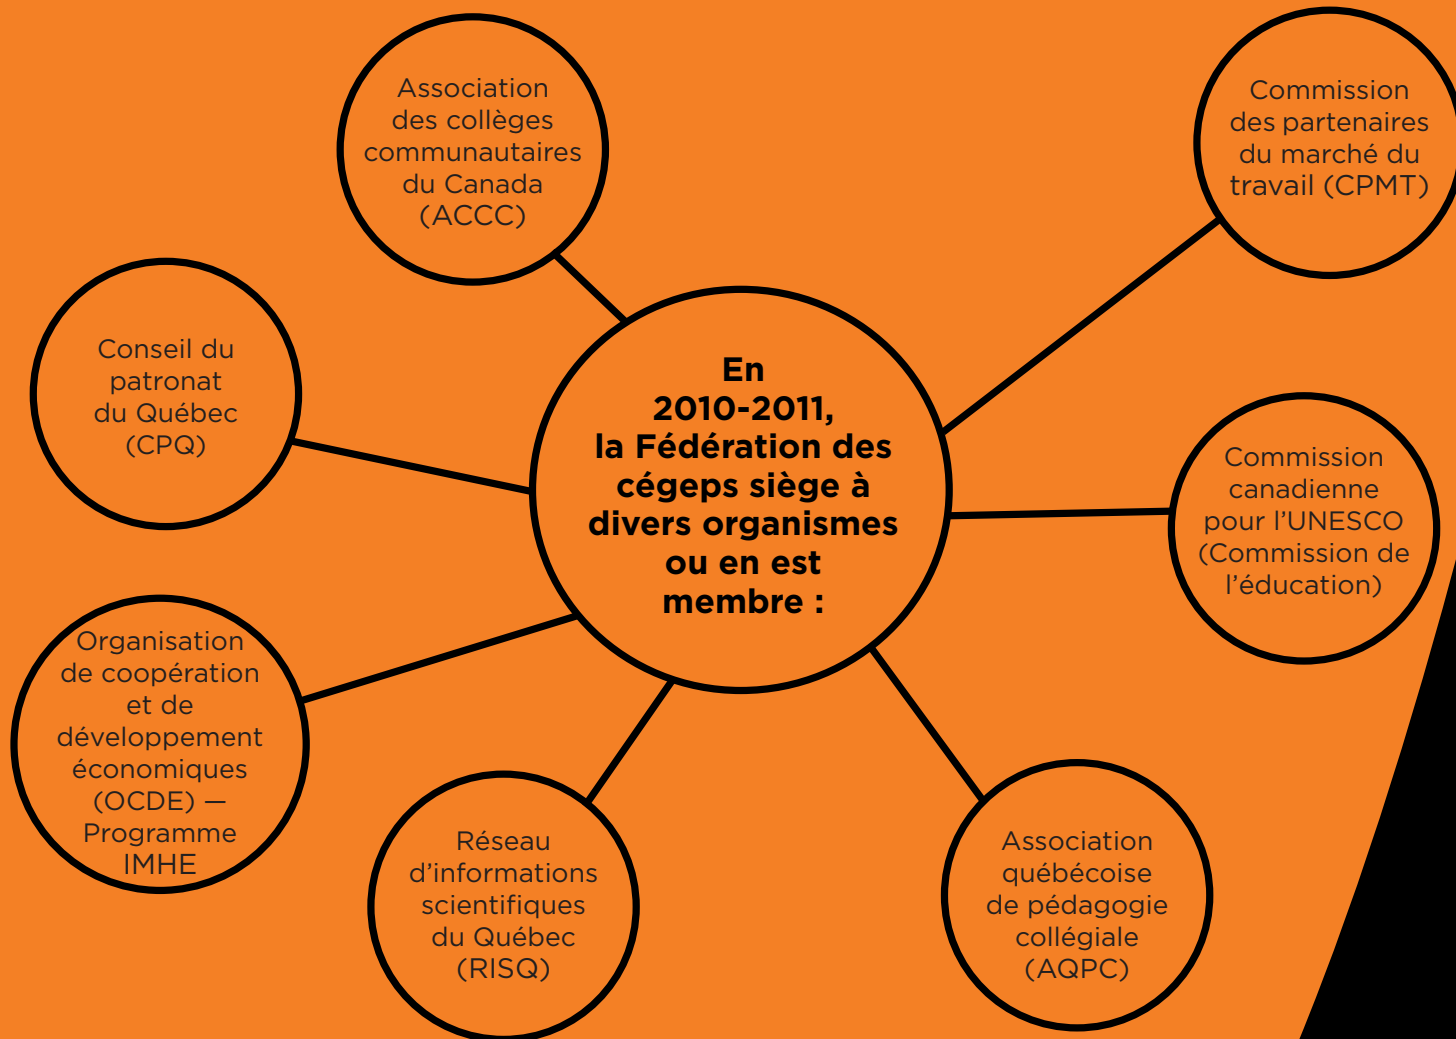 Association
des collèges
communautaires
du Canada
(ACCC)
Commission
des partenaires
du marché du
travail (CPMT)
Conseil du
patronat
du Québec
(CPQ)
En
2010-2011,
la Fédération des
cégeps siège à
divers organismes
ou en est
membre :
Commission
canadienne
pour l’UNESCO
(Commission de
l’éducation)
Organisation
de coopération
et de
développement
économiques
(OCDE) —
Programme
IMHE
Réseau
d’informations
scientifiques
du Québec
(RISQ)
Association
québécoise
de pédagogie
collégiale
(AQPC)